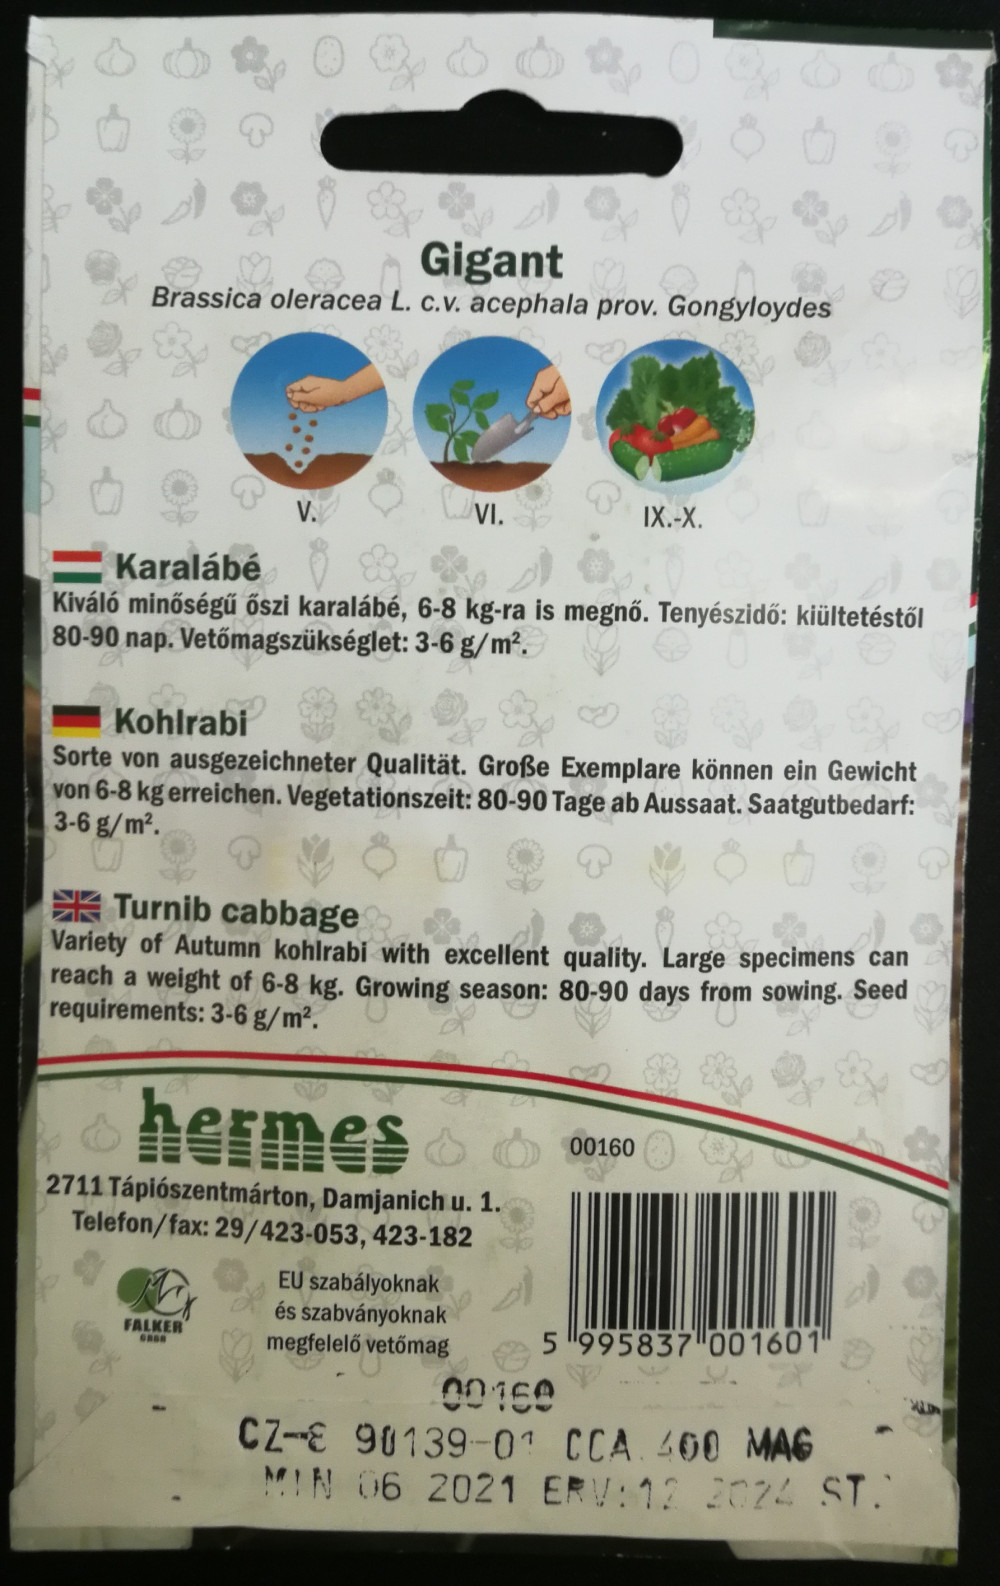 Gigant
Brassica oleracea L. c.v. acephala prov. Gongyloydes
V.
VI.
IX.-X.
Karalábé
Kiváló minőségű őszi karalábé, 6-8 kg-ra is megnő. Tenyészidő: kiültetéstől
80-90 nap. Vetőmagszükséglet: 3-6 g/m².
Kohlrabi
Sorte von ausgezeichneter Qualität. Große Exemplare können ein Gewicht
von 6-8 kg erreichen. Vegetationszeit: 80-90 Tage ab Aussaat. Saatgutbedarf:
3-6 g/m².
Turnib cabbage
Variety of Autumn kohlrabi with excellent quality. Large specimens can
reach a weight of 6-8 kg. Growing season: 80-90 days from sowing. Seed
requirements: 3-6 g/m².
hermes
00160
2711 Tápiószentmárton, Damjanich u. 1.
Telefon/fax: 29/423-053, 423-182
FALKER
EU szabályoknak
és szabványoknak
megfelelő vetőmag
5 995837 001601
00160
CZ-E 90139-01 CCA. 400 MAG
MIN 06 2021 ERV: 12 2024 ST.